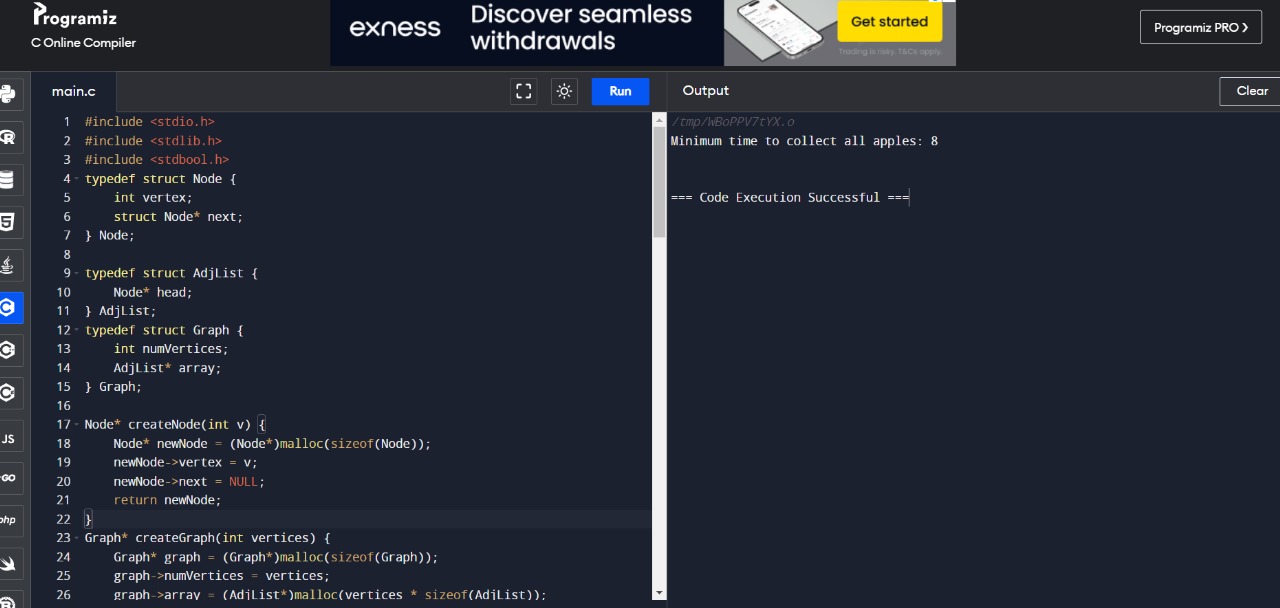 Programiz
C Online Compiler
exness
Discover seamless
withdrawals
Get started
Trading is risky. T&Cs apply.
Programiz PRO
main.c
Run
Output
Clear
1 #include <stdio.h>
2 #include <stdlib.h>
3 #include <stdbool.h>
4 typedef struct Node {
5     int vertex;
6     struct Node* next;
7 } Node;
8
9 typedef struct AdjList {
10     Node* head;
11 } AdjList;
12 typedef struct Graph {
13     int numVertices;
14     AdjList* array;
15 } Graph;
16
17 Node* createNode(int v) {
18     Node* newNode = (Node*)malloc(sizeof(Node));
19     newNode->vertex = v;
20     newNode->next = NULL;
21     return newNode;
22 }
23 Graph* createGraph(int vertices) {
24     Graph* graph = (Graph*)malloc(sizeof(Graph));
25     graph->numVertices = vertices;
26     graph->array = (AdjList*)malloc(vertices * sizeof(AdjList));
/tmp/WBoPPV7tYX.o
Minimum time to collect all apples: 8
=== Code Execution Successful ===
R
5
C
JS
GO
php